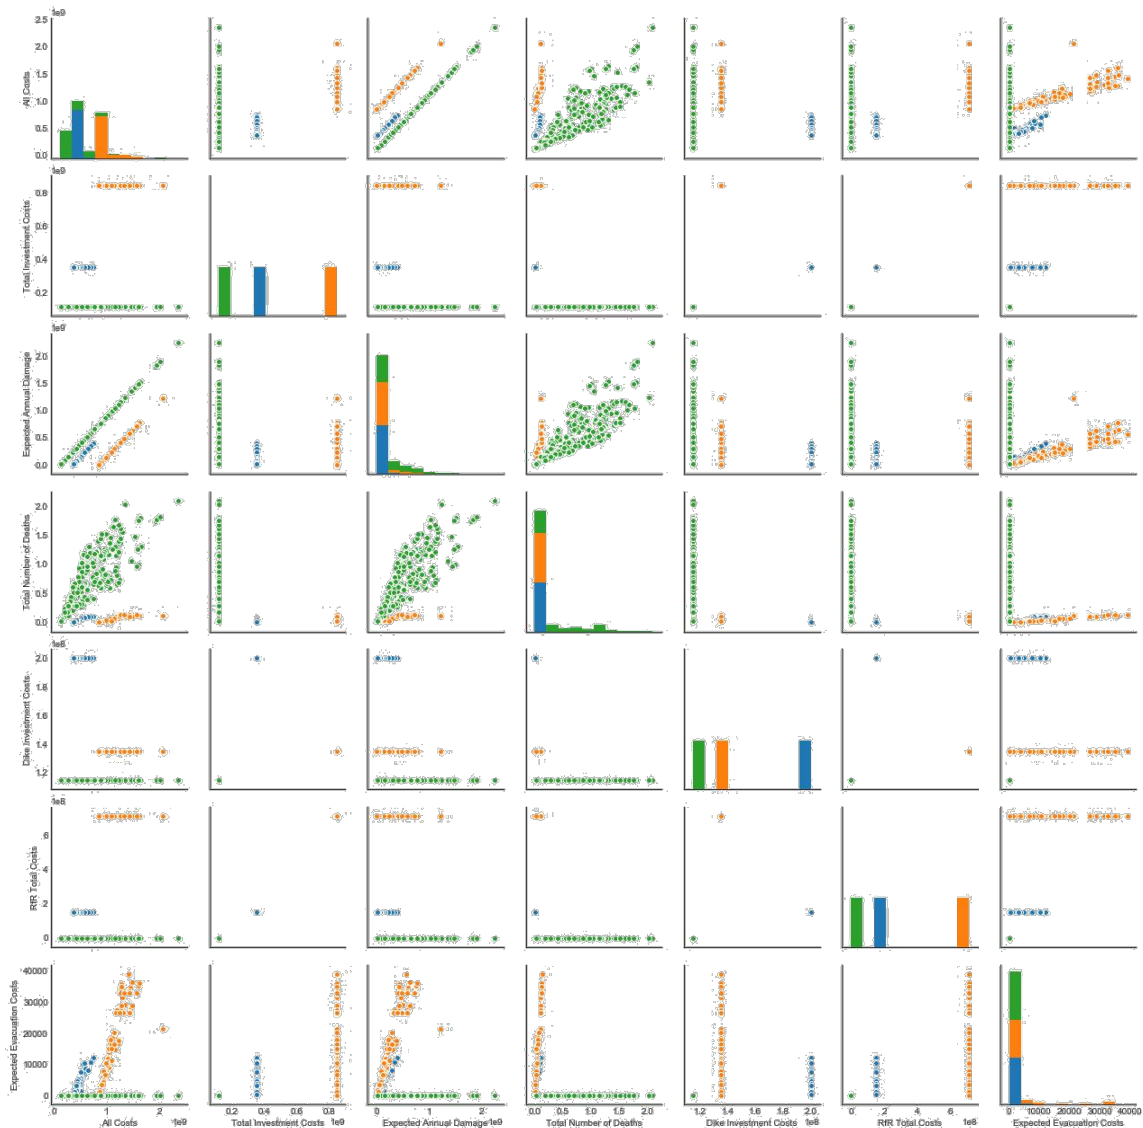 1e9
2.5
2.0
1.5
1.0
0.5
0.0
All Costs
1e9
0.8
0.6
0.4
0.2
Total Investment Costs
1e9
2.0
1.5
1.0
0.5
0.0
Expected Annual Damage
2.0
1.5
1.0
0.5
0.0
Total Number of Deaths
1e8
2.0
1.8
1.6
1.4
1.2
Dike Investment Costs
1e8
6
4
2
0
RfR Total Costs
40000
30000
20000
10000
0
Expected Evacuation Costs
0 1 2 0.2 0.4 0.6 0.8 0 1 2 0.0 0.5 1.0 1.5 2.0 1.2 1.4 1.6 1.8 2.0 0 2 4 6 0 10000 20000 30000 40000
All Costs 1e9 Total Investment Costs 1e9 Expected Annual Damage 1e9 Total Number of Deaths Dike Investment Costs 1e8 RfR Total Costs 1e8 Expected Evacuation Costs